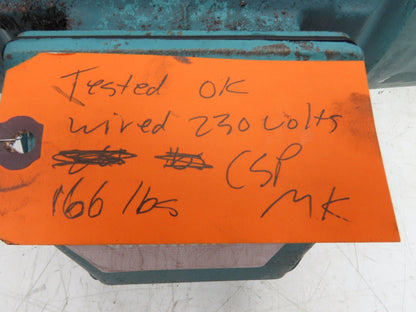 Tested OK
wired 230 volts
CSP
166 lbs MK